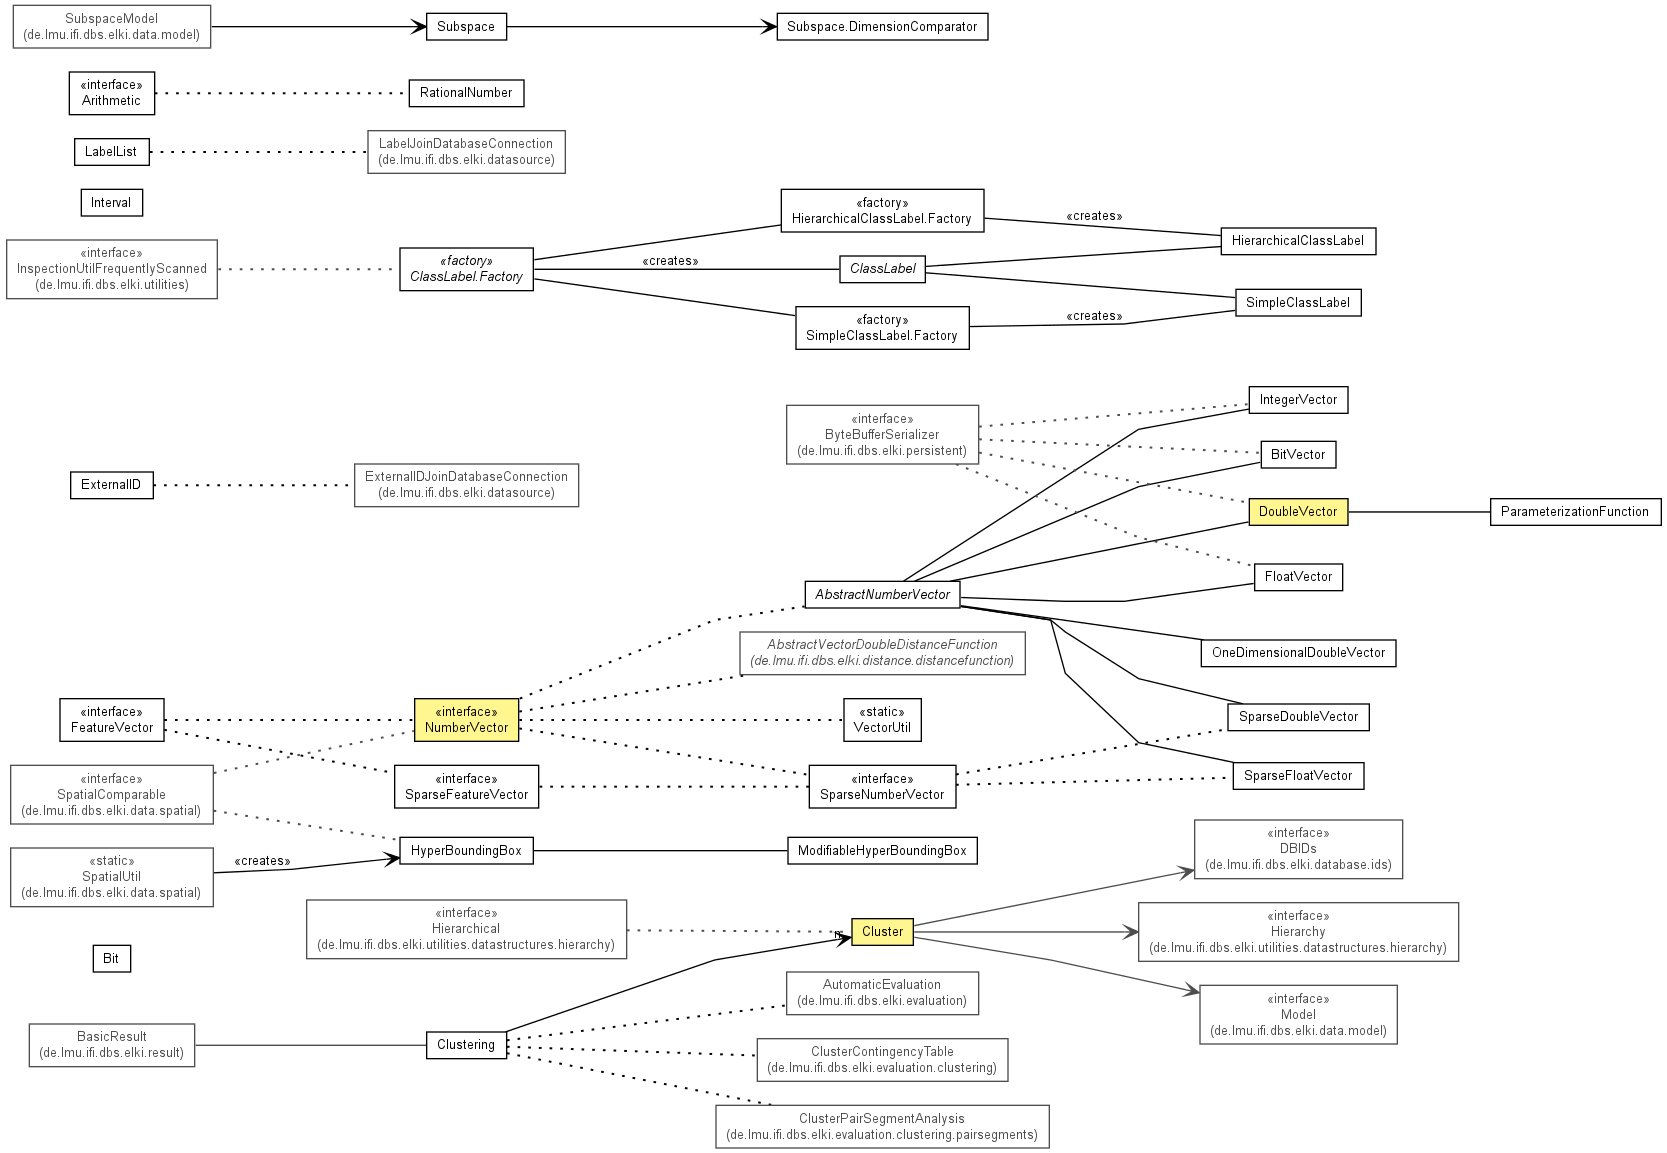 SubspaceModel
(de.lmu.ifi.dbs.elki.data.model)
Subspace
Subspace.DimensionComparator
«interface»
Arithmetic
RationalNumber
LabelList
LabelJoinDatabaseConnection
(de.lmu.ifi.dbs.elki.datasource)
Interval
«interface»
InspectionUtilFrequentlyScanned
(de.lmu.ifi.dbs.elki.utilities)
«factory»
ClassLabel.Factory
«creates»
«factory»
HierarchicalClassLabel.Factory
ClassLabel
«factory»
SimpleClassLabel.Factory
«creates»
«creates»
HierarchicalClassLabel
SimpleClassLabel
ExternalID
ExternalIDJoinDatabaseConnection
(de.lmu.ifi.dbs.elki.datasource)
«interface»
ByteBufferSerializer
(de.lmu.ifi.dbs.elki.persistent)
IntegerVector
BitVector
DoubleVector
ParameterizationFunction
FloatVector
AbstractNumberVector
AbstractVectorDoubleDistanceFunction
(de.lmu.ifi.dbs.elki.distance.distancefunction)
OneDimensionalDoubleVector
«interface»
FeatureVector
«interface»
NumberVector
«static»
VectorUtil
SparseDoubleVector
«interface»
SpatialComparable
(de.lmu.ifi.dbs.elki.data.spatial)
«interface»
SparseFeatureVector
«interface»
SparseNumberVector
SparseFloatVector
«static»
SpatialUtil
(de.lmu.ifi.dbs.elki.data.spatial)
«creates»
HyperBoundingBox
ModifiableHyperBoundingBox
«interface»
DBIDs
(de.lmu.ifi.dbs.elki.database.ids)
«interface»
Hierarchical
(de.lmu.ifi.dbs.elki.utilities.datastructures.hierarchy)
n
Cluster
«interface»
Hierarchy
(de.lmu.ifi.dbs.elki.utilities.datastructures.hierarchy)
Bit
AutomaticEvaluation
(de.lmu.ifi.dbs.elki.evaluation)
«interface»
Model
(de.lmu.ifi.dbs.elki.data.model)
BasicResult
(de.lmu.ifi.dbs.elki.result)
Clustering
ClusterContingencyTable
(de.lmu.ifi.dbs.elki.evaluation.clustering)
ClusterPairSegmentAnalysis
(de.lmu.ifi.dbs.elki.evaluation.clustering.pairsegments)